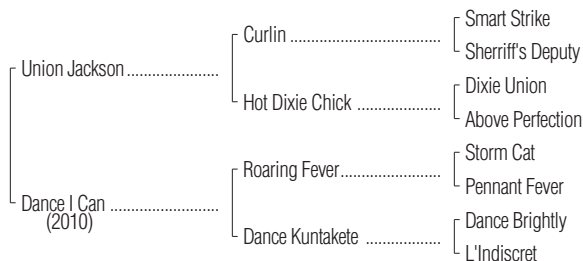 Smart Strike
Curlin ..........................................
Sherriff's Deputy
Union Jackson .........................
Dixie Union
Hot Dixie Chick ......................
Above Perfection
Storm Cat
Roaring Fever...........................
Pennant Fever
Dance I Can ..............................
(2010)
Dance Brightly
Dance Kuntakete ....................
L'Indiscret